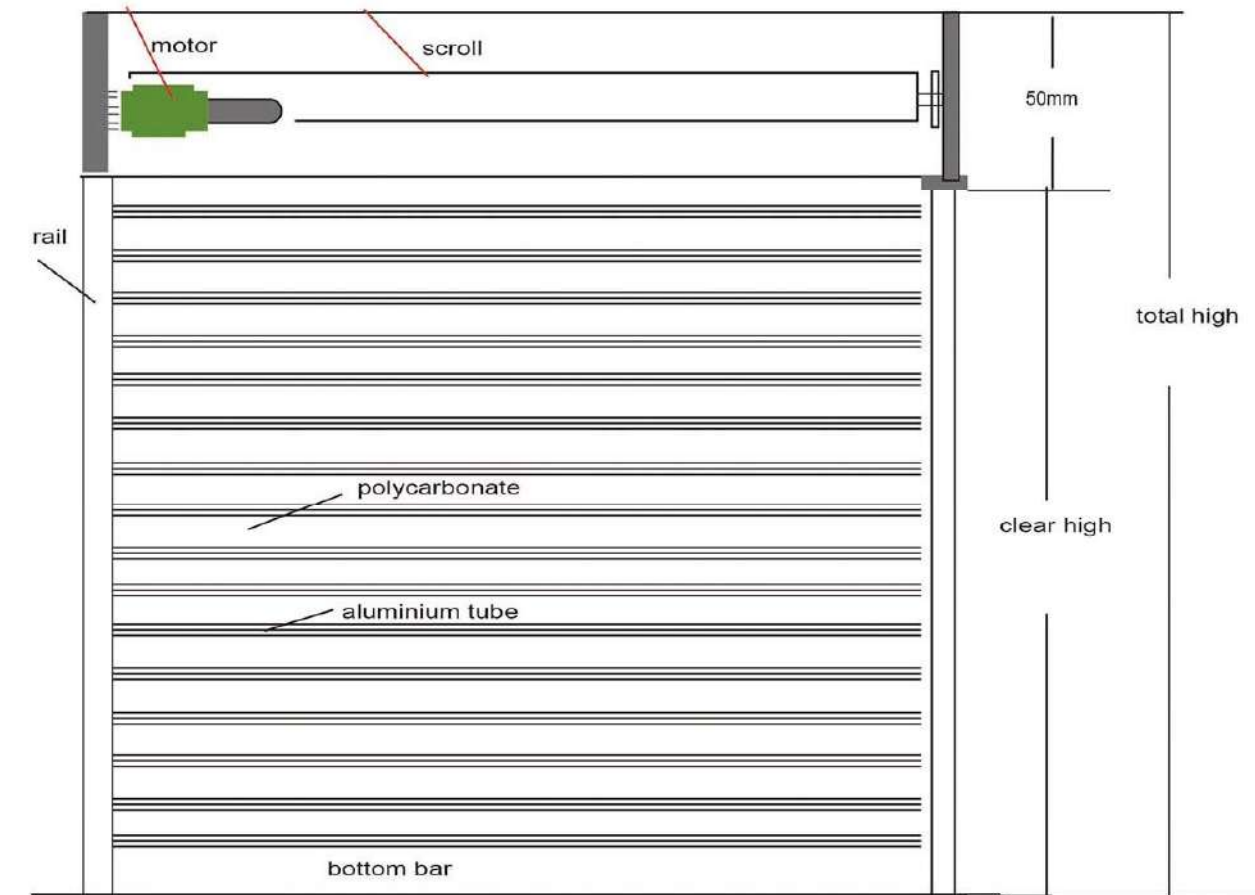 motor
scroll
50mm
rail
total high
polycarbonate
clear high
aluminium tube
bottom bar